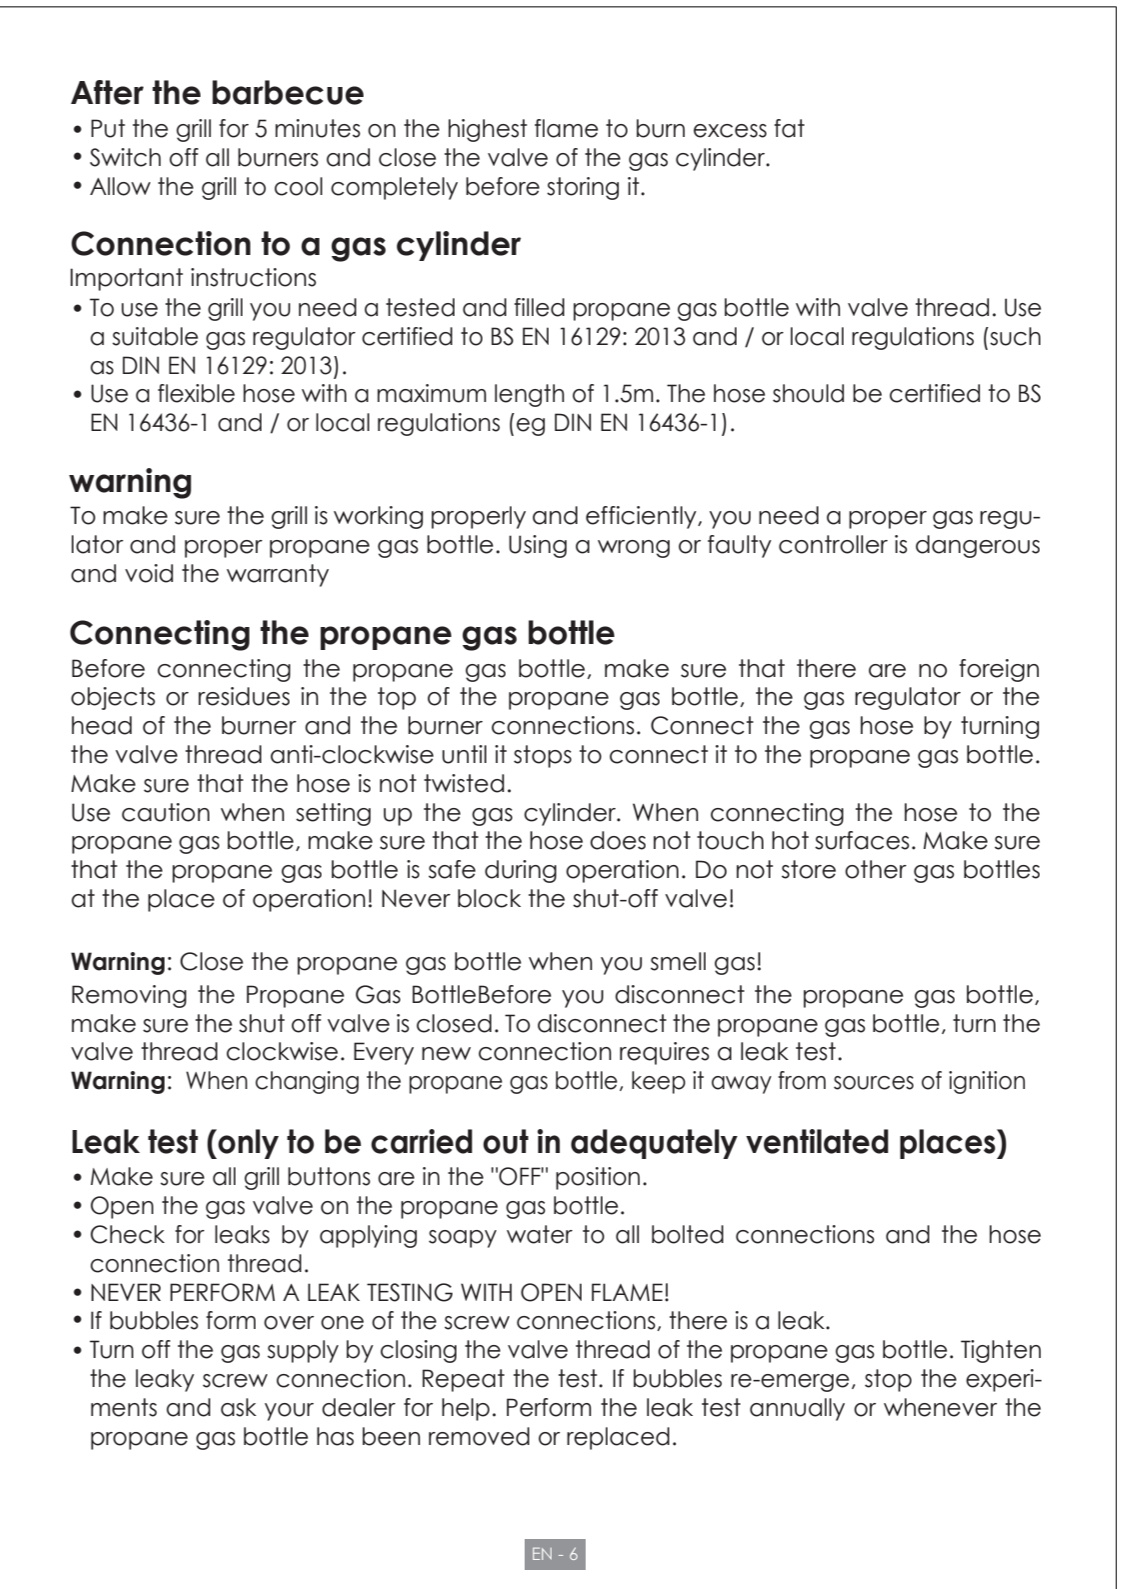 After the barbecue
• Put the grill for 5 minutes on the highest flame to burn excess fat
• Switch off all burners and close the valve of the gas cylinder.
• Allow the grill to cool completely before storing it.
Connection to a gas cylinder
Important instructions
• To use the grill you need a tested and filled propane gas bottle with valve thread. Use
a suitable gas regulator certified to BS EN 16129: 2013 and / or local regulations (such
as DIN EN 16129: 2013).
• Use a flexible hose with a maximum length of 1.5m. The hose should be certified to BS
EN 16436-1 and / or local regulations (eg DIN EN 16436-1).
warning
To make sure the grill is working properly and efficiently, you need a proper gas regu-
lator and proper propane gas bottle. Using a wrong or faulty controller is dangerous
and void the warranty
Connecting the propane gas bottle
Before connecting the propane gas bottle, make sure that there are no foreign
objects or residues in the top of the propane gas bottle, the gas regulator or the
head of the burner and the burner connections. Connect the gas hose by turning
the valve thread anti-clockwise until it stops to connect it to the propane gas bottle.
Make sure that the hose is not twisted.
Use caution when setting up the gas cylinder. When connecting the hose to the
propane gas bottle, make sure that the hose does not touch hot surfaces. Make sure
that the propane gas bottle is safe during operation. Do not store other gas bottles
at the place of operation! Never block the shut-off valve!
Warning: Close the propane gas bottle when you smell gas!
Removing the Propane Gas BottleBefore you disconnect the propane gas bottle,
make sure the shut off valve is closed. To disconnect the propane gas bottle, turn the
valve thread clockwise. Every new connection requires a leak test.
Warning: When changing the propane gas bottle, keep it away from sources of ignition
Leak test (only to be carried out in adequately ventilated places)
• Make sure all grill buttons are in the "OFF" position.
• Open the gas valve on the propane gas bottle.
• Check for leaks by applying soapy water to all bolted connections and the hose
connection thread.
• NEVER PERFORM A LEAK TESTING WITH OPEN FLAME!
• If bubbles form over one of the screw connections, there is a leak.
• Turn off the gas supply by closing the valve thread of the propane gas bottle. Tighten
the leaky screw connection. Repeat the test. If bubbles re-emerge, stop the experi-
ments and ask your dealer for help. Perform the leak test annually or whenever the
propane gas bottle has been removed or replaced.
EN - 6